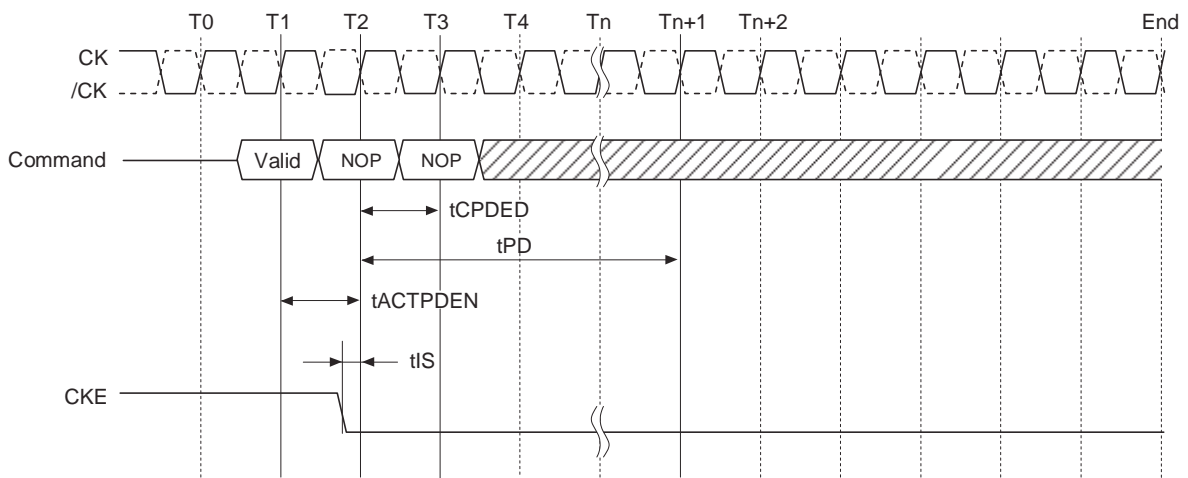 T0 T1 T2 T3 T4 Tn Tn+1 Tn+2 End
CK
/CK
Command Valid NOP NOP
tCPDED
tPD
tACTPDEN
tIS
CKE